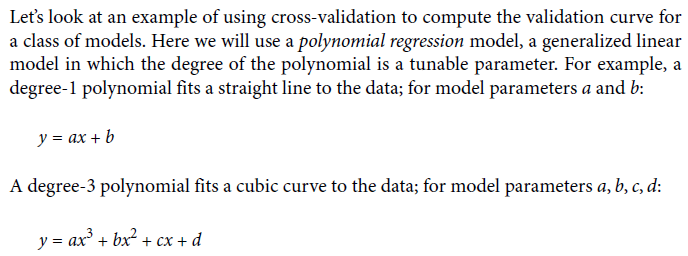 Let's look at an example of using cross-validation to compute the validation curve for
a class of models. Here we will use a polynomial regression model, a generalized linear
model in which the degree of the polynomial is a tunable parameter. For example, a
degree-1 polynomial fits a straight line to the data; for model parameters a and b:
y = ax + b
A degree-3 polynomial fits a cubic curve to the data; for model parameters a, b, c, d:
y = ax³ + bx² + cx + d